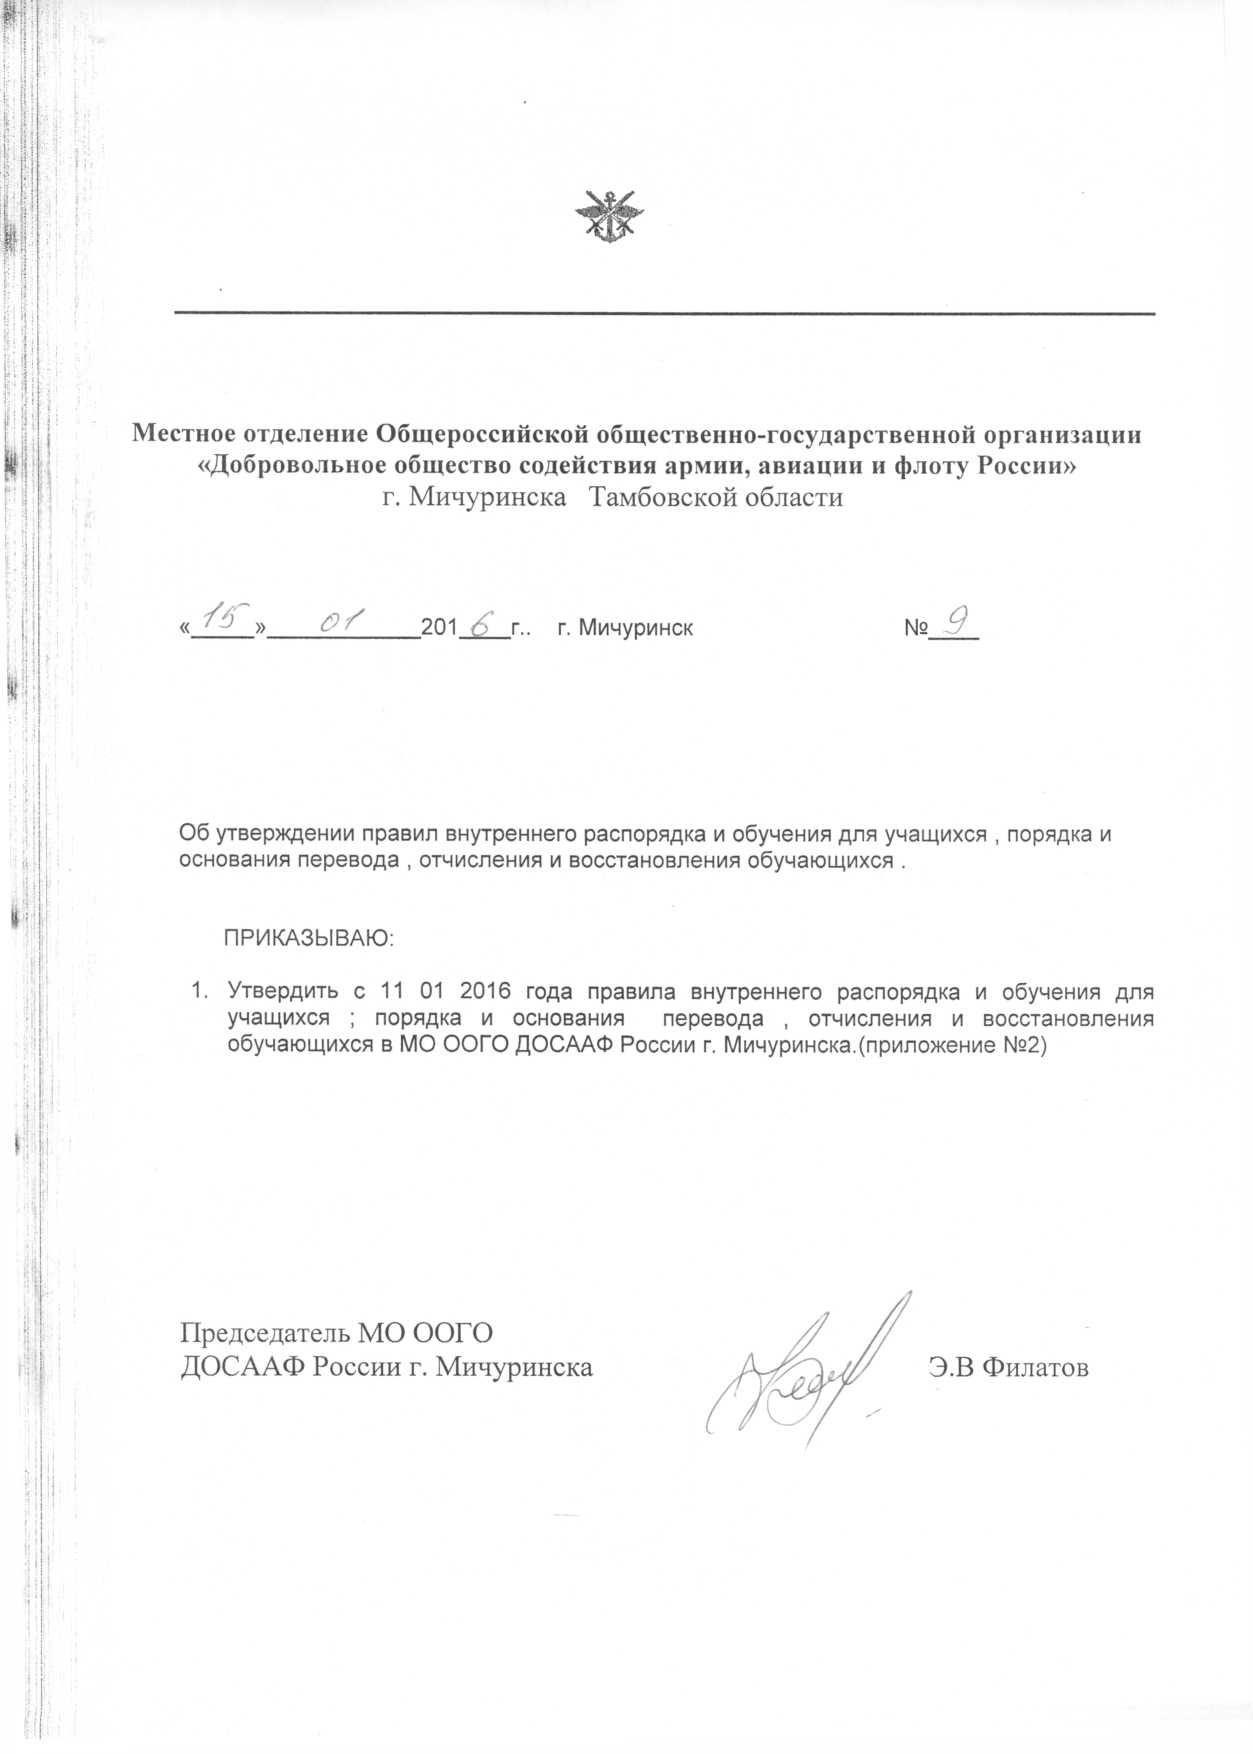 Местное отделение Общероссийской общественно-государственной организации
«Добровольное общество содействия армии, авиации и флоту России»
г. Мичуринска Тамбовской области
«15» 01 2016 г.. г. Мичуринск № 9
Об утверждении правил внутреннего распорядка и обучения для учащихся , порядка и
основания перевода , отчисления и восстановления обучающихся .
ПРИКАЗЫВАЮ:
1. Утвердить с 11 01 2016 года правила внутреннего распорядка и обучения для
учащихся ; порядка и основания перевода , отчисления и восстановления
обучающихся в МО ООГО ДОСААФ России г. Мичуринска.(приложение №2)
Председатель МО ООГО
ДОСААФ России г. Мичуринска Э.В Филатов